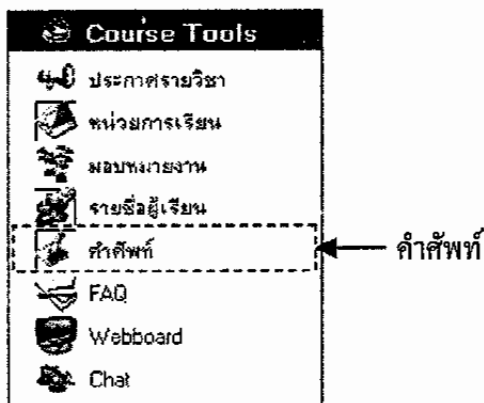 Course Tools
ประกาศรายวิชา
หน่วยการเรียน
มอบหมายงาน
รายชื่อผู้เรียน
คำศัพท์
คำศัพท์
FAQ
Webboard
Chat